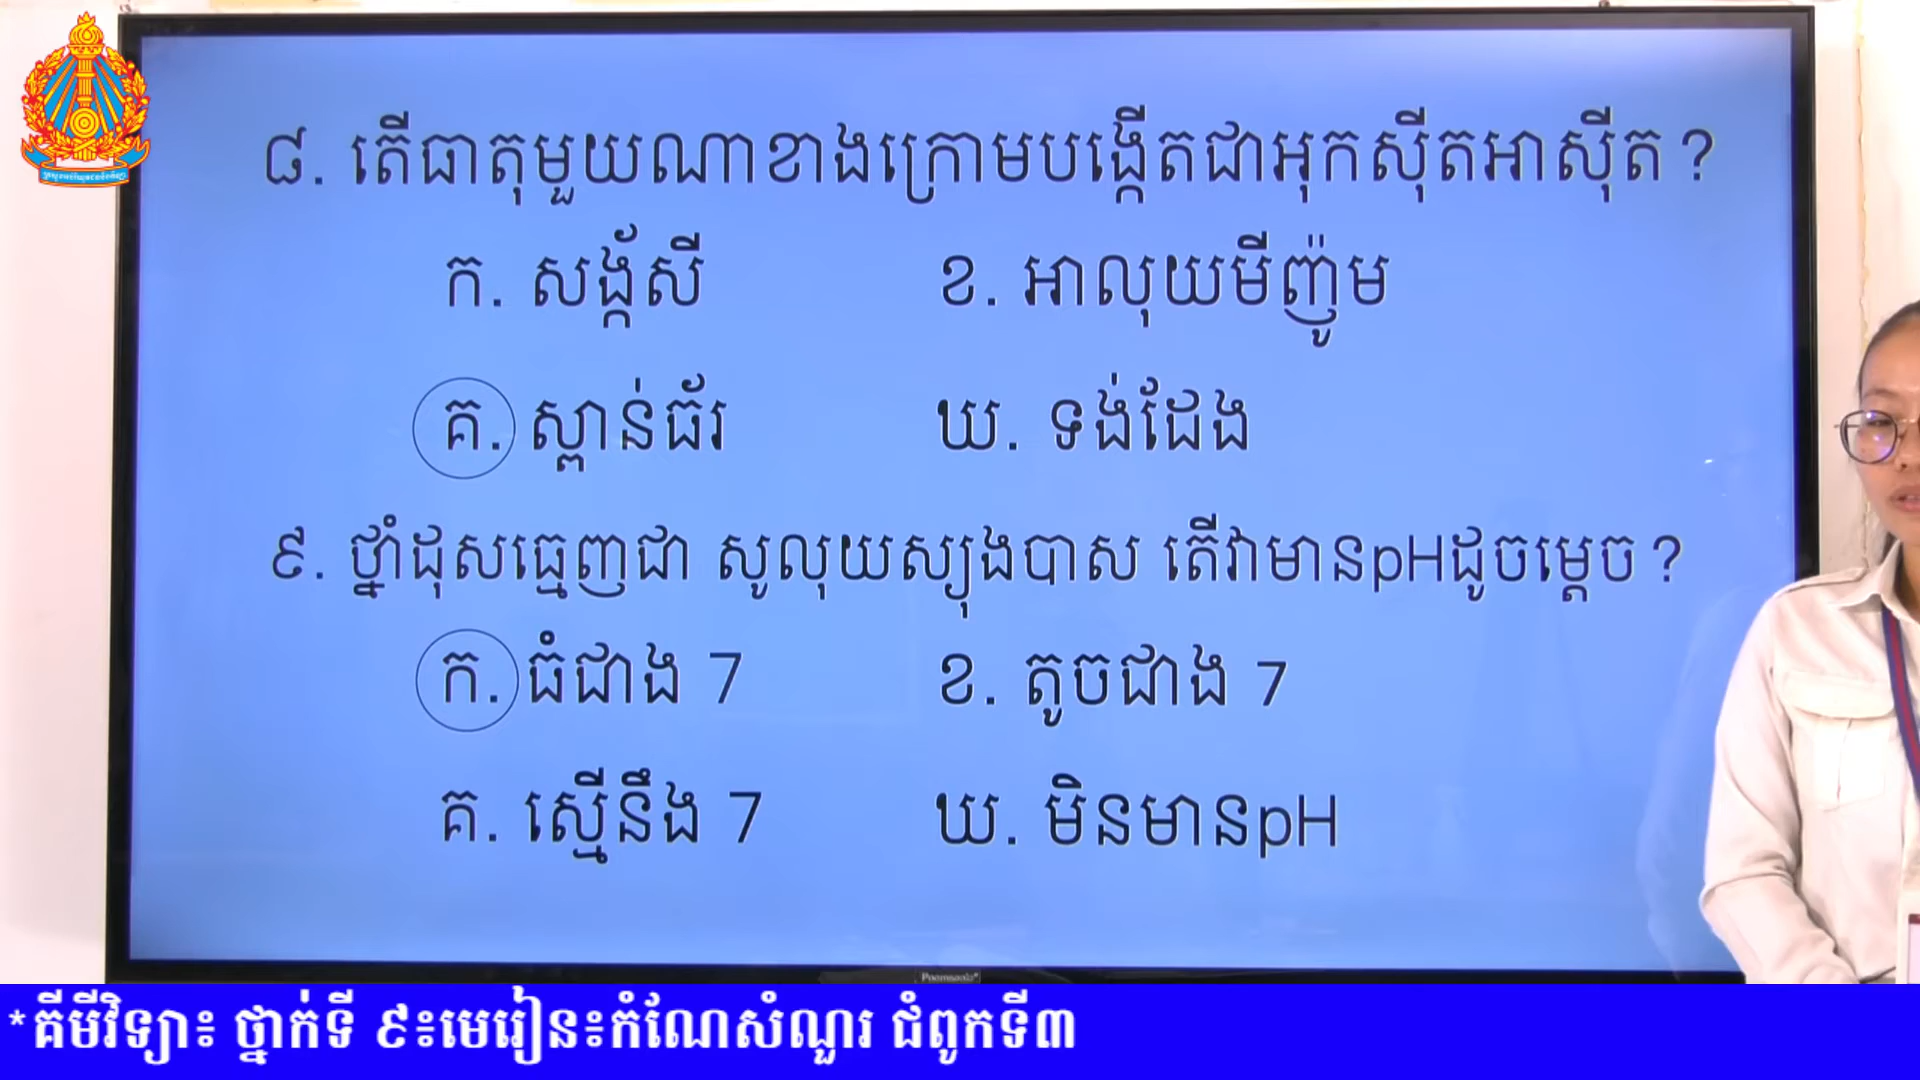 ៨. តើធាតុមួយណាខាងក្រោមបង្កើតជាអុកស៊ីតអាស៊ីត ?
ក. សង្ក័សី ខ. អាលុយមីញ៉ូម
គ. ស្ពាន់ធ័រ ឃ. ទង់ដែង
៩. ថ្នាំដុសធ្មេញជា សូលុយស្យុងបាស តើវាមានpHដូចម្ដេច ?
ក. ធំជាង 7 ខ. តូចជាង 7
គ. ស្មើនឹង 7 ឃ. មិនមានpH
*គីមីវិទ្យា៖ ថ្នាក់ទី ៩៖មេរៀន៖កំណែសំណួរ ជំពូកទី៣